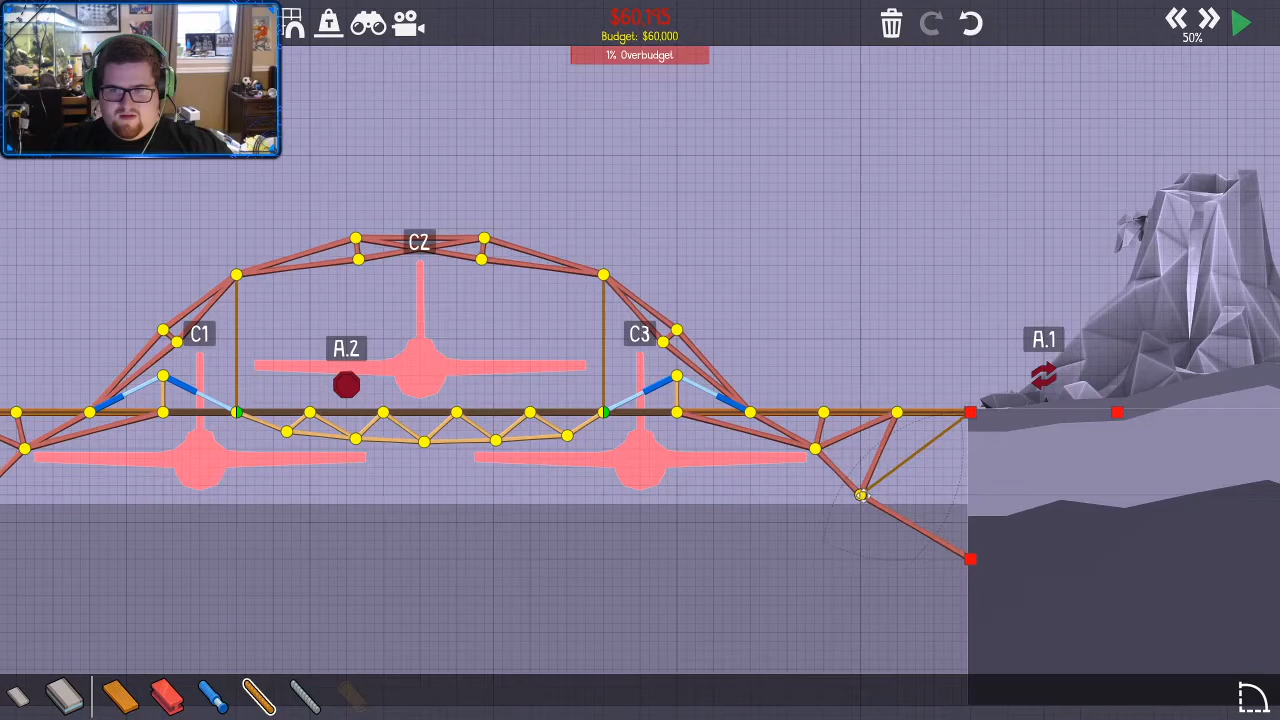 $60,195
Budget: $60,000
1% Overbudget
50%
C2
C1
C3
A.2
A.1